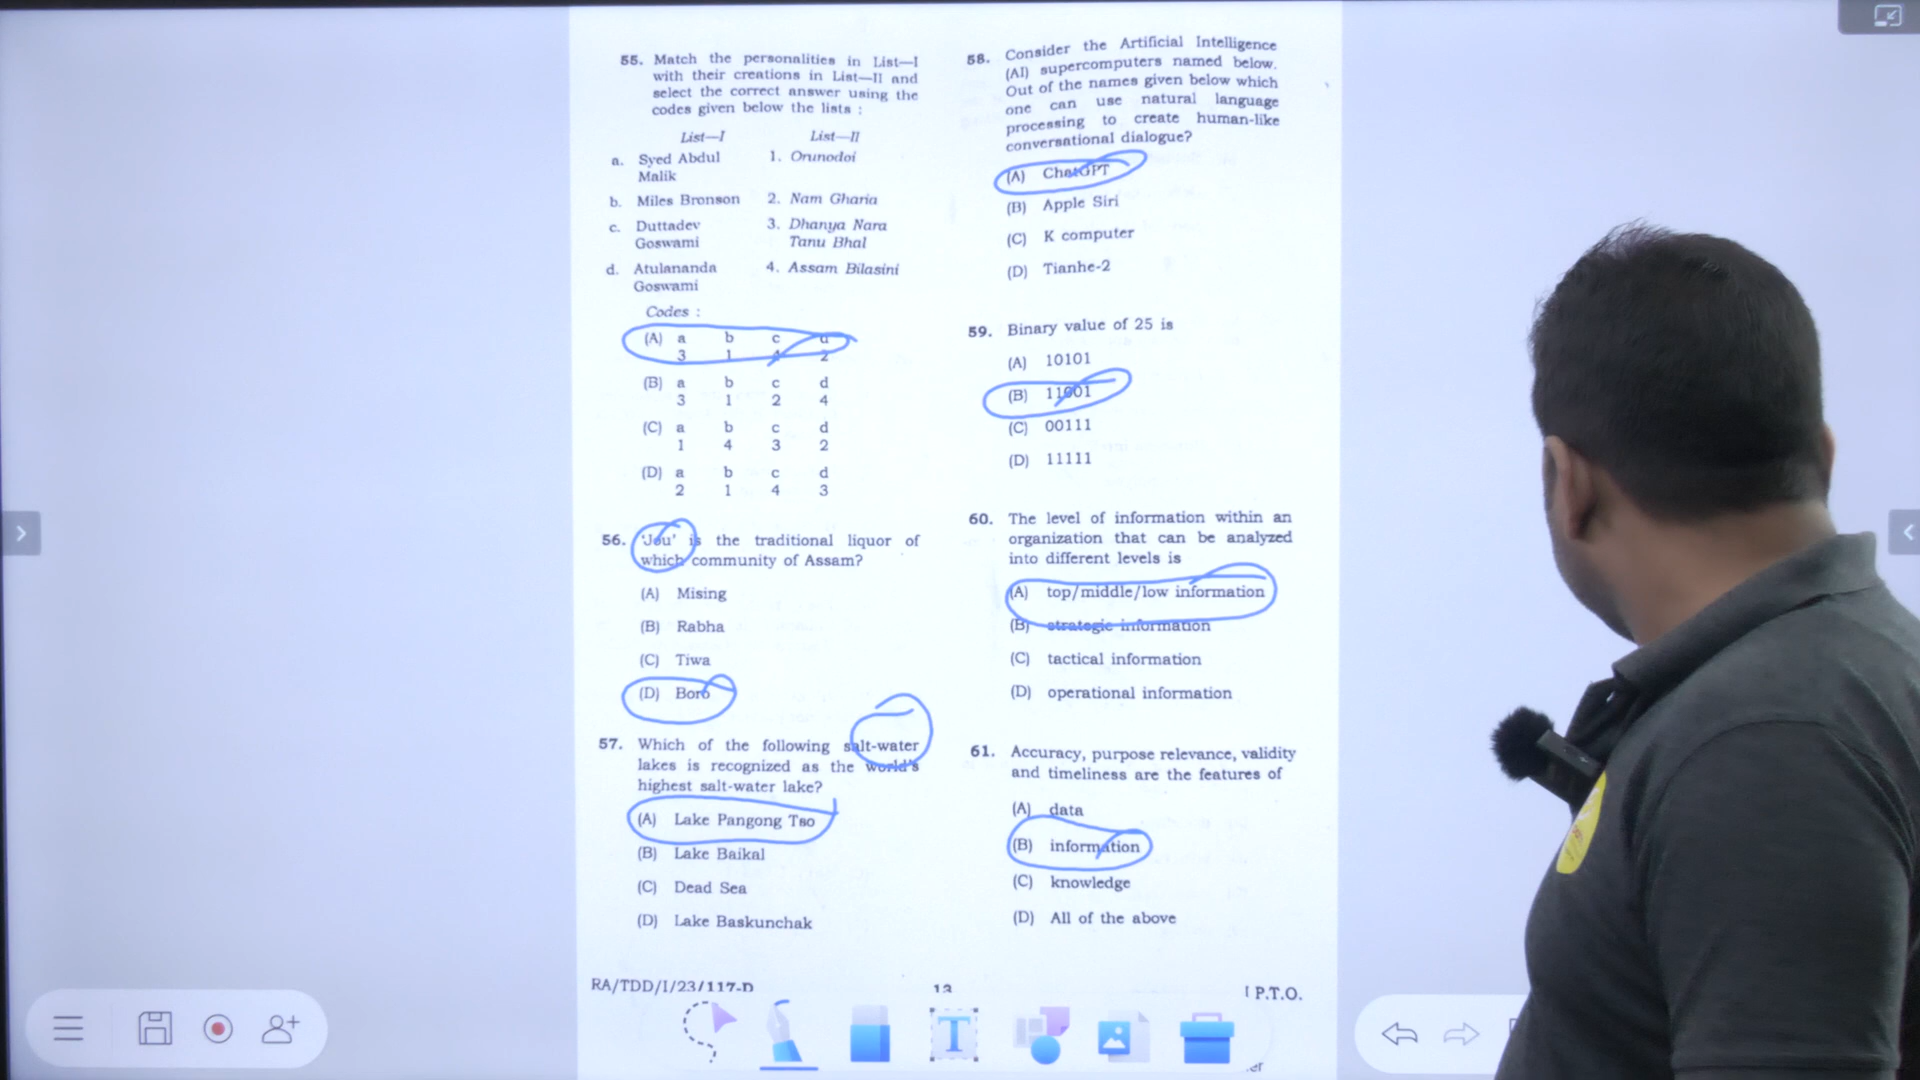 55. Match the personalities in List—I
with their creations in List—II and
select the correct answer using the
codes given below the lists :
List—I List—II
a. Syed Abdul Malik 1. Orunodoi
b. Miles Bronson 2. Nam Gharia
c. Duttadev Goswami 3. Dhanya Nara Tanu Bhal
d. Atulananda Goswami 4. Assam Bilasini
Codes :
(A) a b c d
3 1 4 2
(B) a b c d
3 1 2 4
(C) a b c d
1 4 3 2
(D) a b c d
2 1 4 3
56. 'Jou' is the traditional liquor of
which community of Assam?
(A) Mising
(B) Rabha
(C) Tiwa
(D) Boro
57. Which of the following salt-water
lakes is recognized as the world's
highest salt-water lake?
(A) Lake Pangong Tso
(B) Lake Baikal
(C) Dead Sea
(D) Lake Baskunchak
58. Consider the Artificial Intelligence
(AI) supercomputers named below.
Out of the names given below which
one can use natural language
processing to create human-like
conversational dialogue?
(A) ChatGPT
(B) Apple Siri
(C) K computer
(D) Tianhe-2
59. Binary value of 25 is
(A) 10101
(B) 11001
(C) 00111
(D) 11111
60. The level of information within an
organization that can be analyzed
into different levels is
(A) top/middle/low information
(B) strategic information
(C) tactical information
(D) operational information
61. Accuracy, purpose relevance, validity
and timeliness are the features of
(A) data
(B) information
(C) knowledge
(D) All of the above
RA/TDD/I/23/117-D 13 [ P.T.O.
T